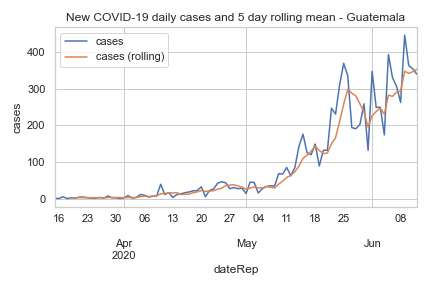 New COVID-19 daily cases and 5 day rolling mean - Guatemala
cases
cases (rolling)
400
300
200
100
0
cases
16 23 30 06 13 20 27 04 11 18 25 08
Apr May Jun
2020
dateRep